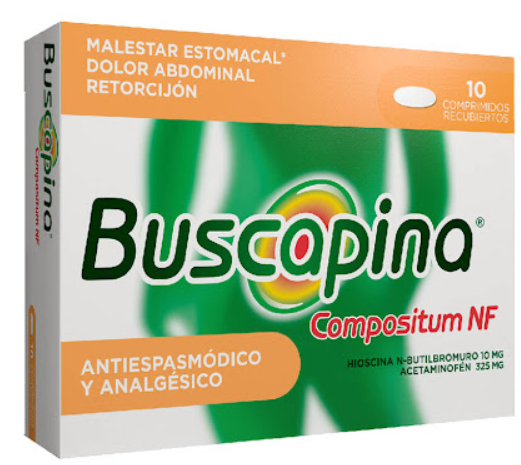 MALESTAR ESTOMACAL*
DOLOR ABDOMINAL
RETORCIJÓN
10
COMPRIMIDOS
RECUBIERTOS
Buscapina®
Compositum NF
HIOSCINA N-BUTILBROMURO 10 MG
ACETAMINOFÉN 325 MG
ANTIESPASMÓDICO
Y ANALGÉSICO
Buscapina
Compositum NF
10